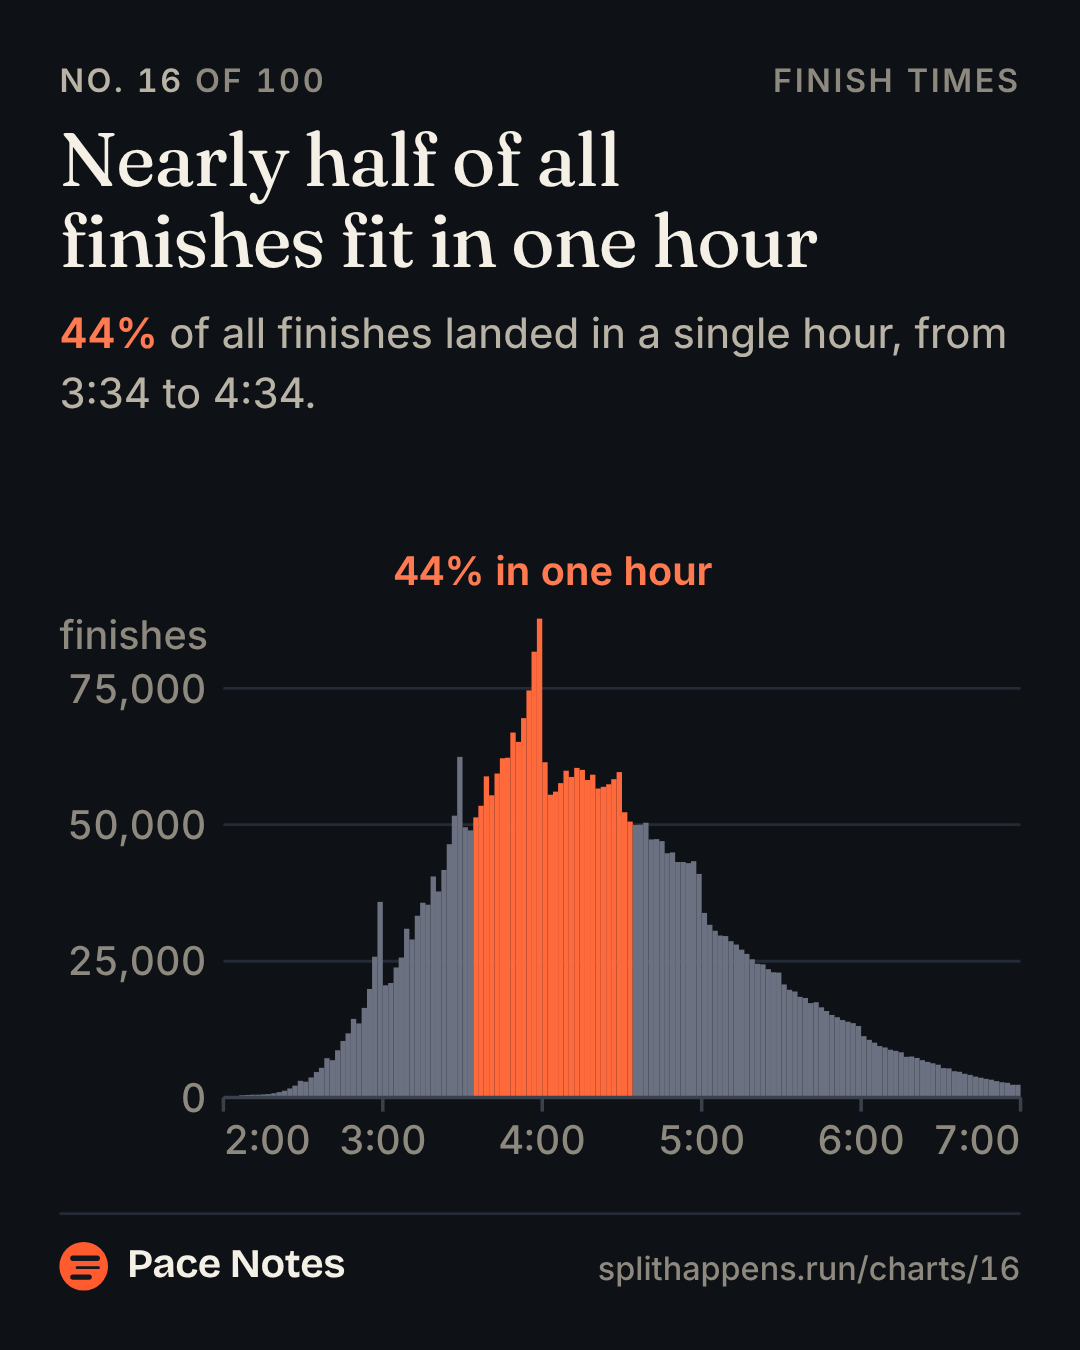 NO. 16 OF 100
FINISH TIMES
Nearly half of all
finishes fit in one hour
44% of all finishes landed in a single hour, from
3:34 to 4:34.
44% in one hour
finishes
75,000
50,000
25,000
0
2:00 3:00 4:00 5:00 6:00 7:00
Pace Notes
splithappens.run/charts/16